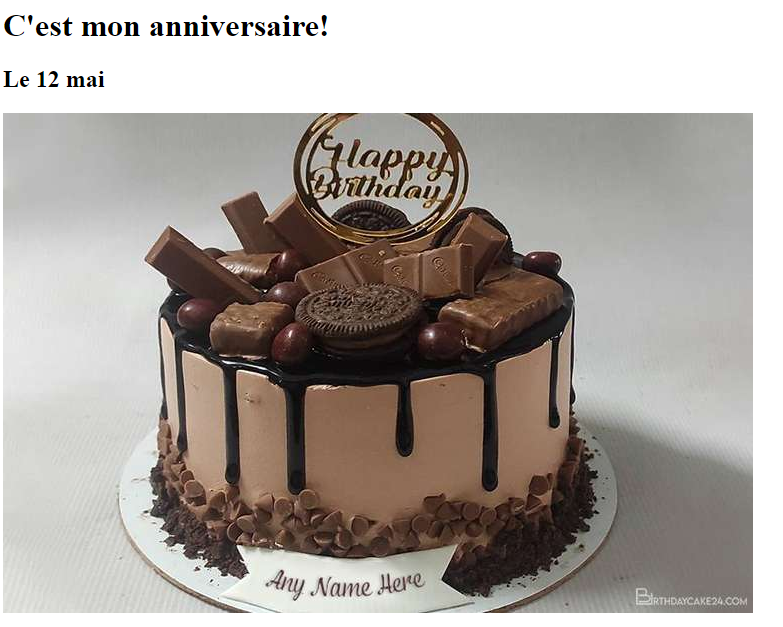 C'est mon anniversaire!
Le 12 mai
Happy
Birthday
Any Name Here
BIRTHDAYCAKE24.COM